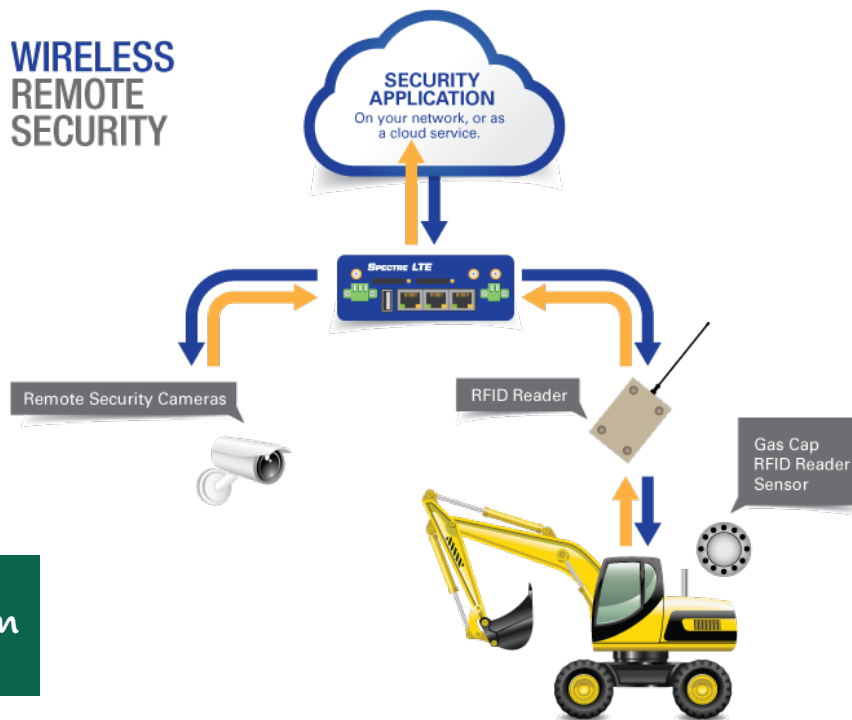 WIRELESS
REMOTE
SECURITY
SECURITY
APPLICATION
On your network, or as
a cloud service.
SPECTRE LTE
Remote Security Cameras
RFID Reader
Gas Cap
RFID Reader
Sensor